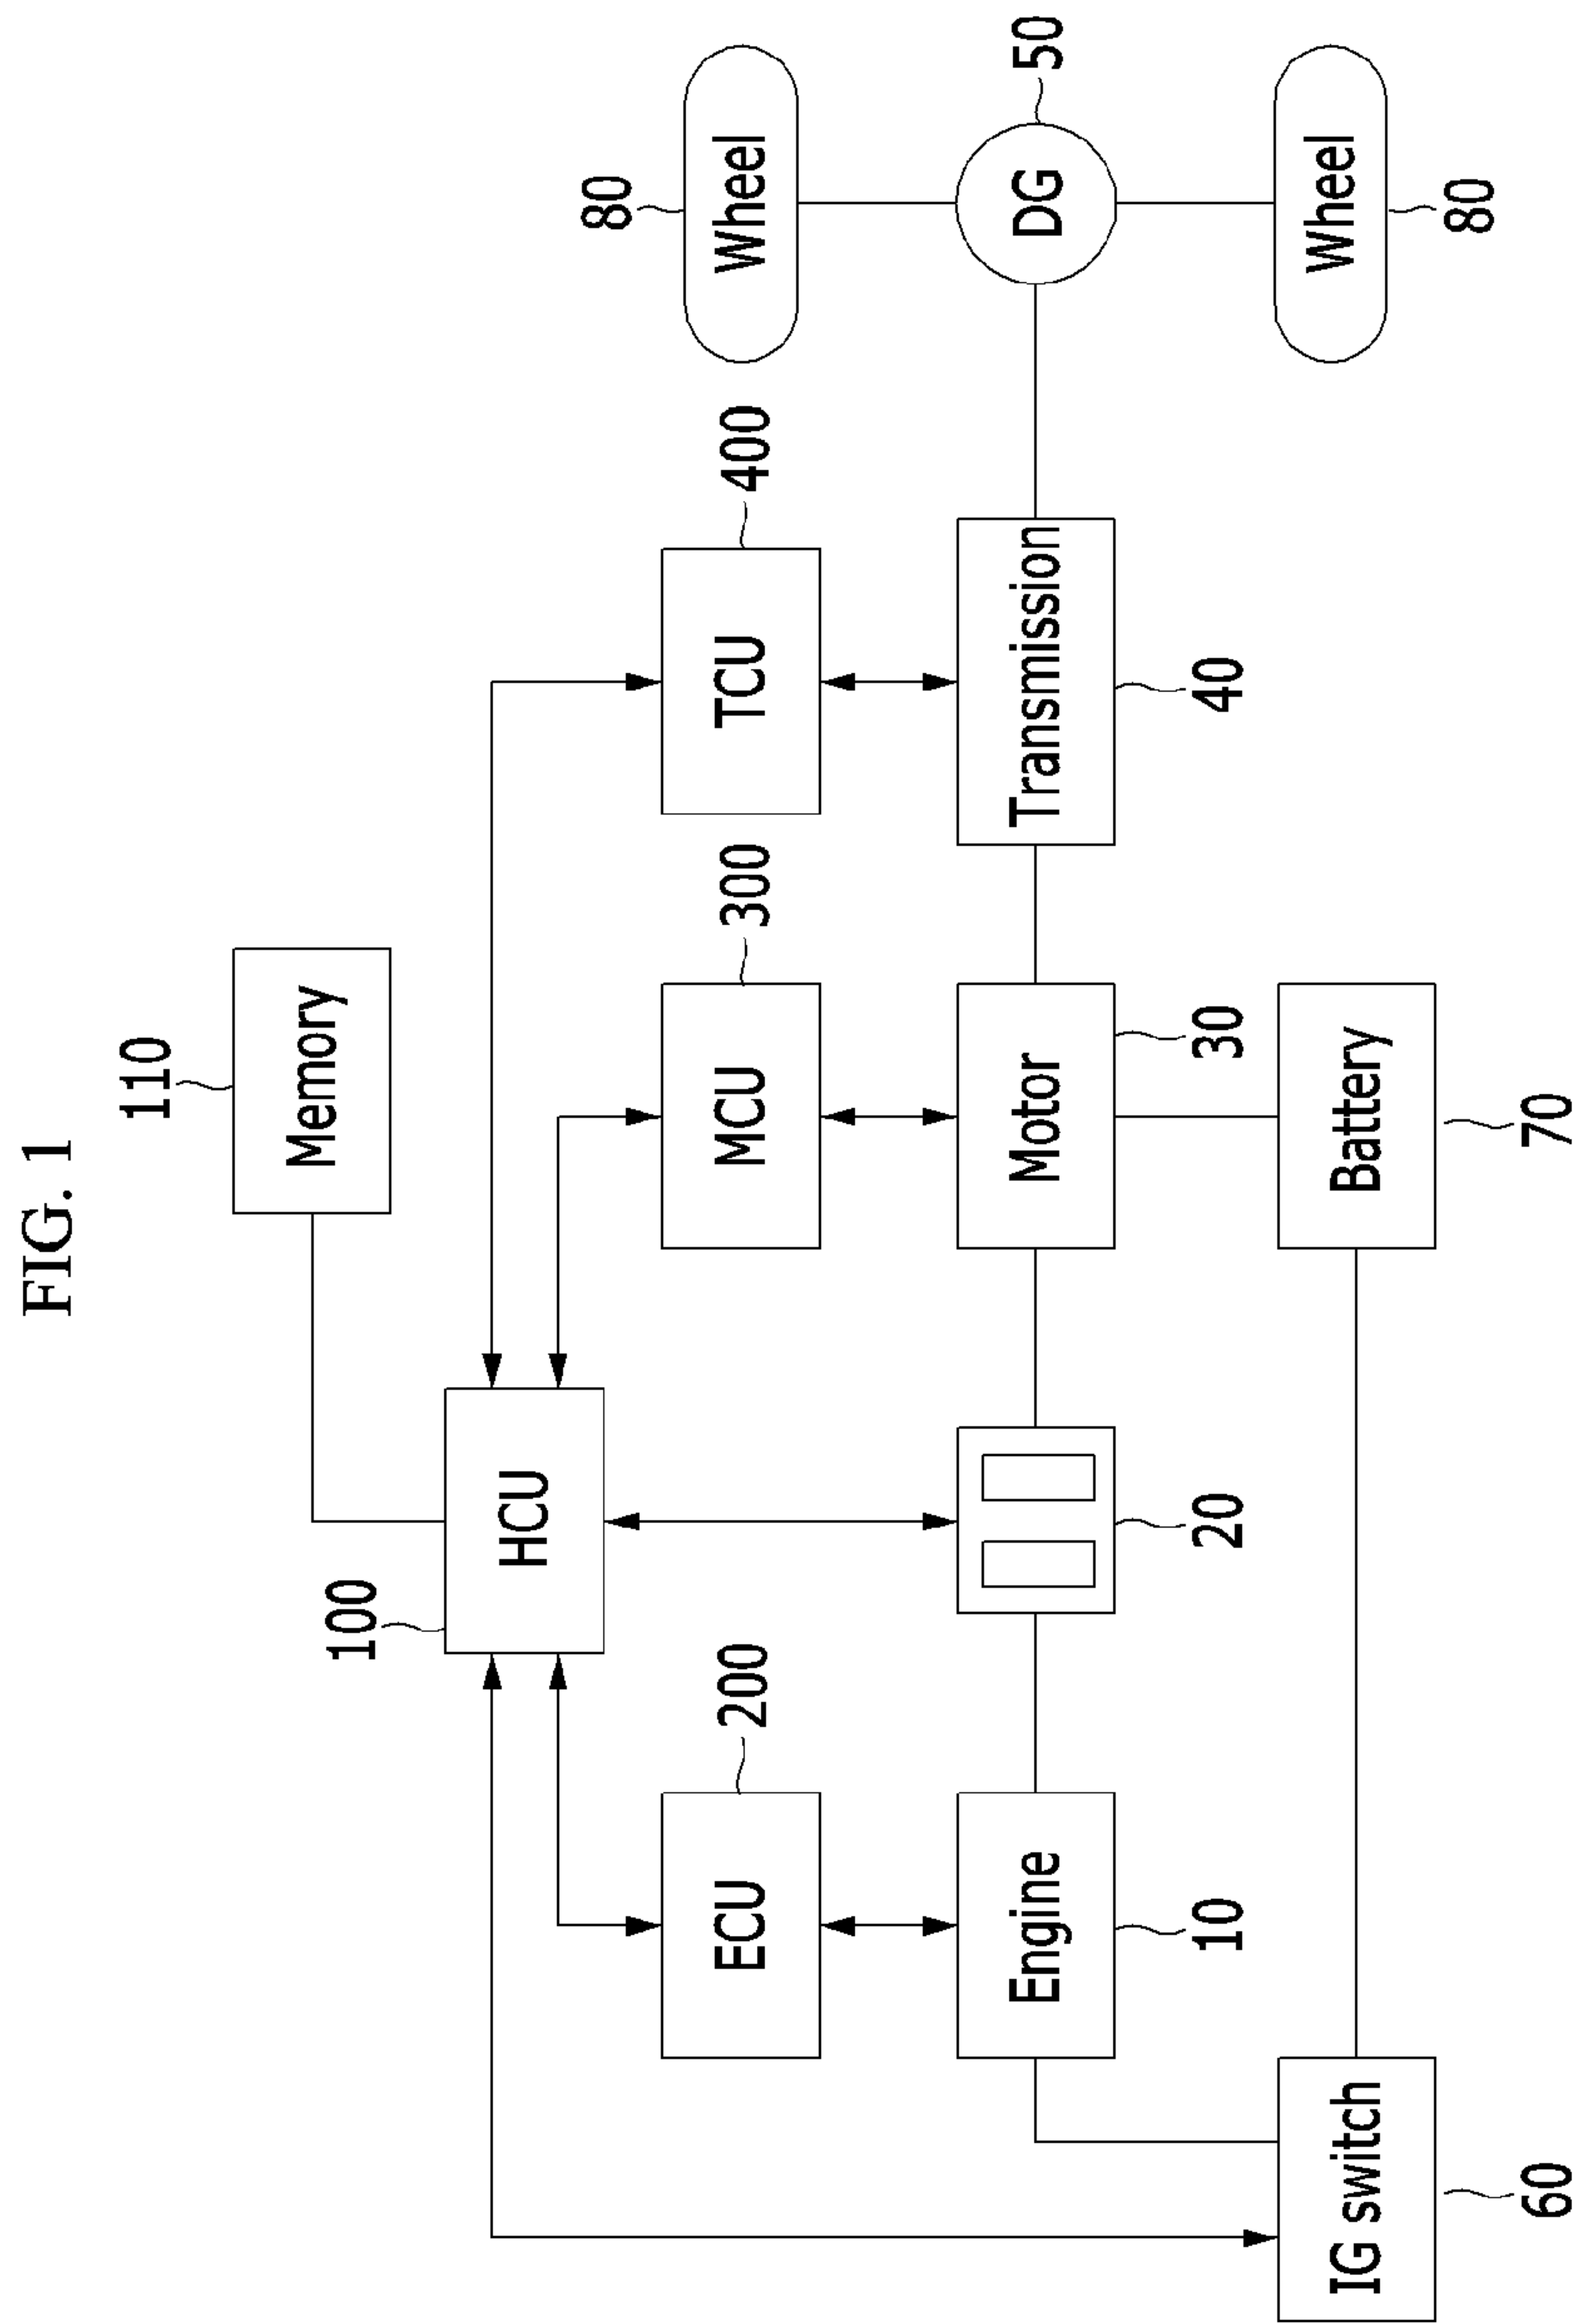 FIG. 1
110
Memory
100
HCU
200
300
400
80
ECU
MCU
TCU
Wheel
Engine
Motor
Transmission
DG
50
10
20
30
40
IG switch
Battery
Wheel
80
60
70